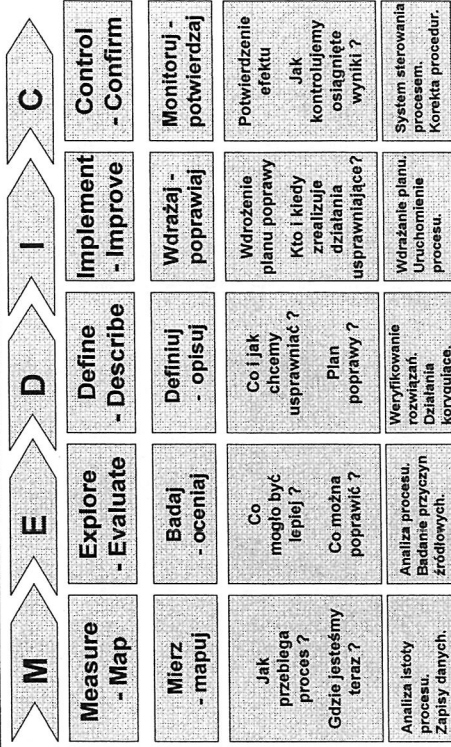 M
E
D
I
C
Measure
- Map
Explore
- Evaluate
Define
- Describe
Implement
- Improve
Control
- Confirm
Mierz
- mapuj
Badaj
- oceniaj
Definiuj
- opisuj
Wdrażaj -
poprawiaj
Monitoruj -
potwierdzaj
Jak
przebiega
proces ?
Gdzie jesteśmy
teraz ?
Co
mogło być
lepiej ?
Co można
poprawić ?
Co i jak
chcemy
usprawniać ?
Plan
poprawy ?
Wdrożenie
planu poprawy
Kto i kiedy
zrealizuje
działania
usprawniające?
Potwierdzenie
efektu
Jak
kontrolujemy
osiągnięte
wyniki ?
Analiza istoty
procesu.
Zapisy danych.
Analiza procesu.
Badanie przyczyn
źródłowych.
Weryfikowanie
rozwiązań.
Działania
korygujące.
Wdrażanie planu.
Uruchomienie
procesu.
System sterowania
procesem.
Korekta procedur.